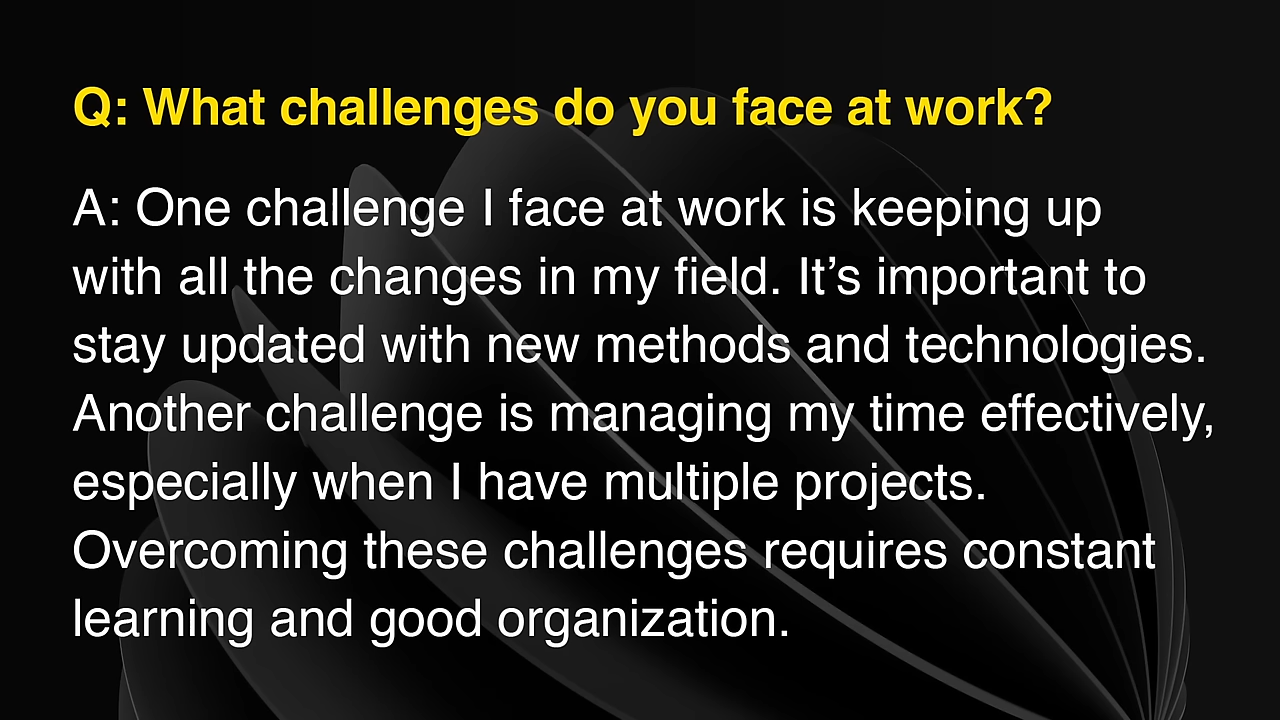 Q: What challenges do you face at work?
A: One challenge I face at work is keeping up
with all the changes in my field. It’s important to
stay updated with new methods and technologies.
Another challenge is managing my time effectively,
especially when I have multiple projects.
Overcoming these challenges requires constant
learning and good organization.